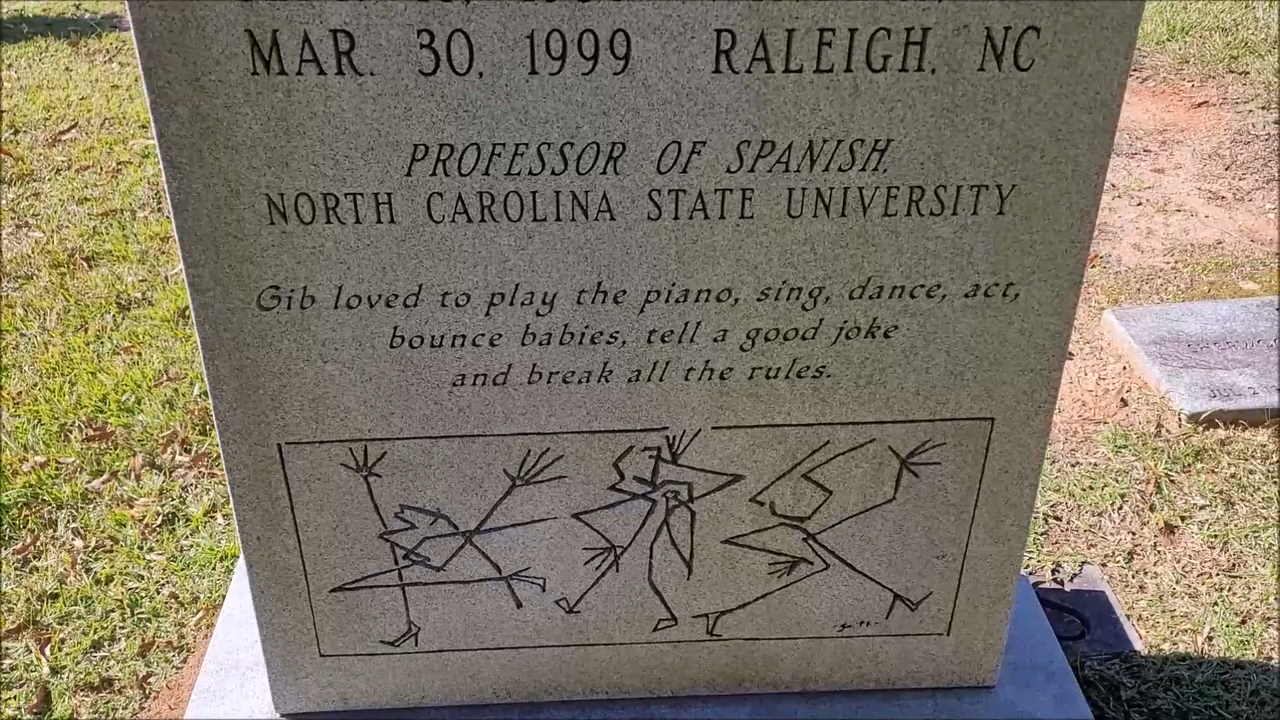 MAR. 30, 1999 RALEIGH, NC
PROFESSOR OF SPANISH,
NORTH CAROLINA STATE UNIVERSITY
Gib loved to play the piano, sing, dance, act,
bounce babies, tell a good joke
and break all the rules.